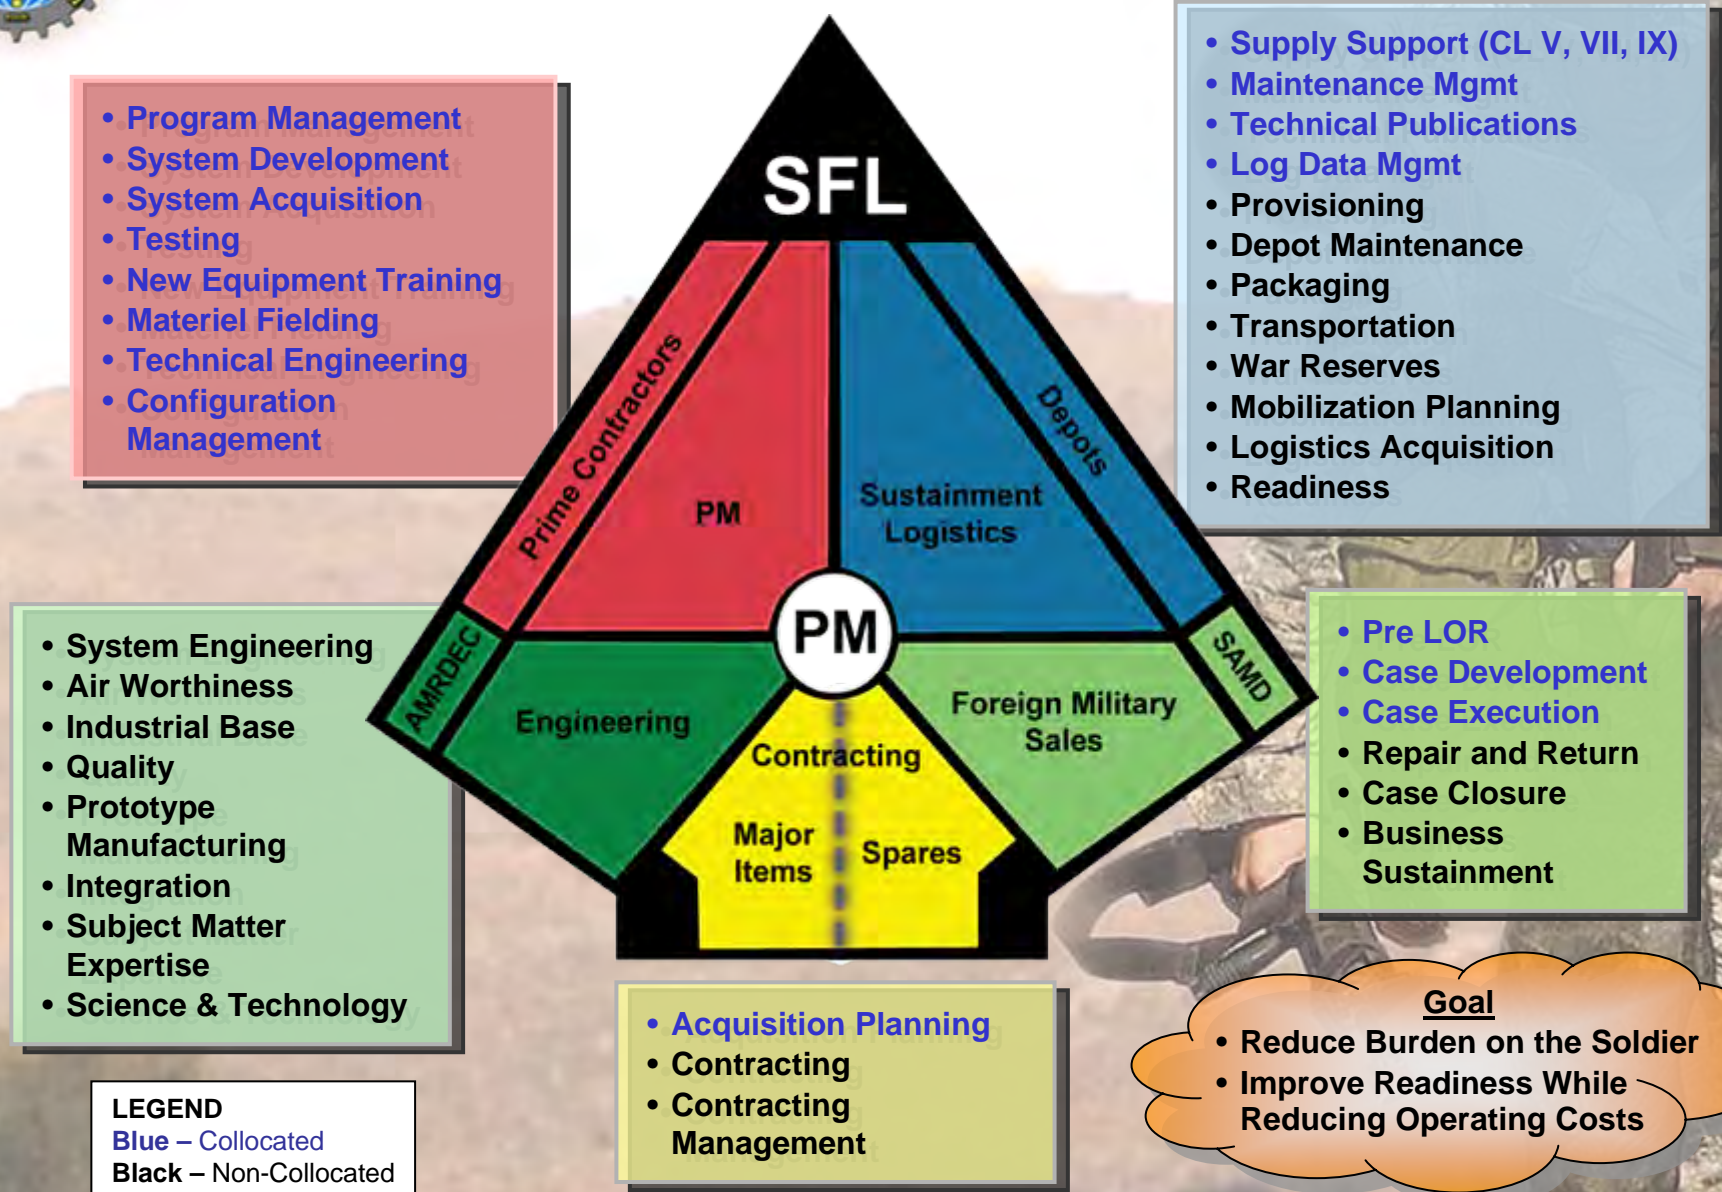 • Program Management
• System Development
• System Acquisition
• Testing
• New Equipment Training
• Materiel Fielding
• Technical Engineering
• Configuration
Management
• Supply Support (CL V, VII, IX)
• Maintenance Mgmt
• Technical Publications
• Log Data Mgmt
• Provisioning
• Depot Maintenance
• Packaging
• Transportation
• War Reserves
• Mobilization Planning
• Logistics Acquisition
• Readiness
SFL
Prime Contractors
PM
Sustainment
Logistics
Depots
PM
AMRDEC
Engineering
Contracting
Major
Items
Spares
Foreign Military
Sales
SAMD
• System Engineering
• Air Worthiness
• Industrial Base
• Quality
• Prototype
Manufacturing
• Integration
• Subject Matter
Expertise
• Science & Technology
• Pre LOR
• Case Development
• Case Execution
• Repair and Return
• Case Closure
• Business
Sustainment
• Acquisition Planning
• Contracting
• Contracting
Management
Goal
• Reduce Burden on the Soldier
• Improve Readiness While
Reducing Operating Costs
LEGEND
Blue – Collocated
Black – Non-Collocated